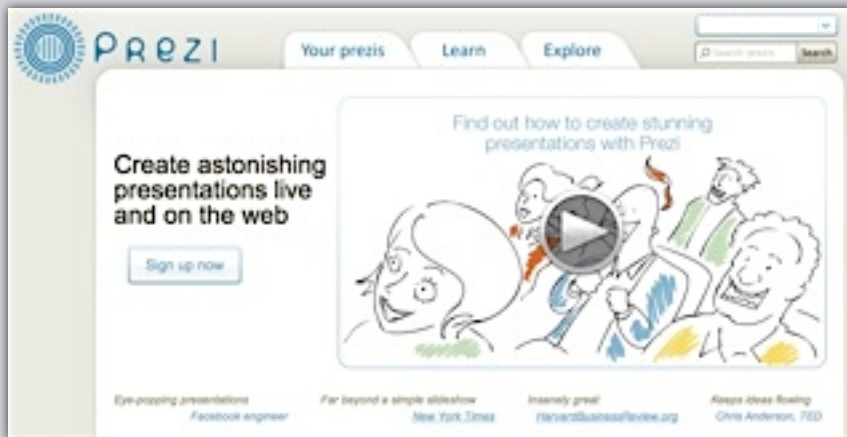 PRezi
Your prezis
Learn
Explore
Search prezis
Search
Find out how to create stunning
presentations with Prezi
Create astonishing
presentations live
and on the web
Sign up now
Eye-popping presentations
Facebook engineer
Far beyond a simple slideshow
New York Times
Insanely great
HarvardBusinessReview.org
Keeps ideas flowing
Chris Anderson, TED